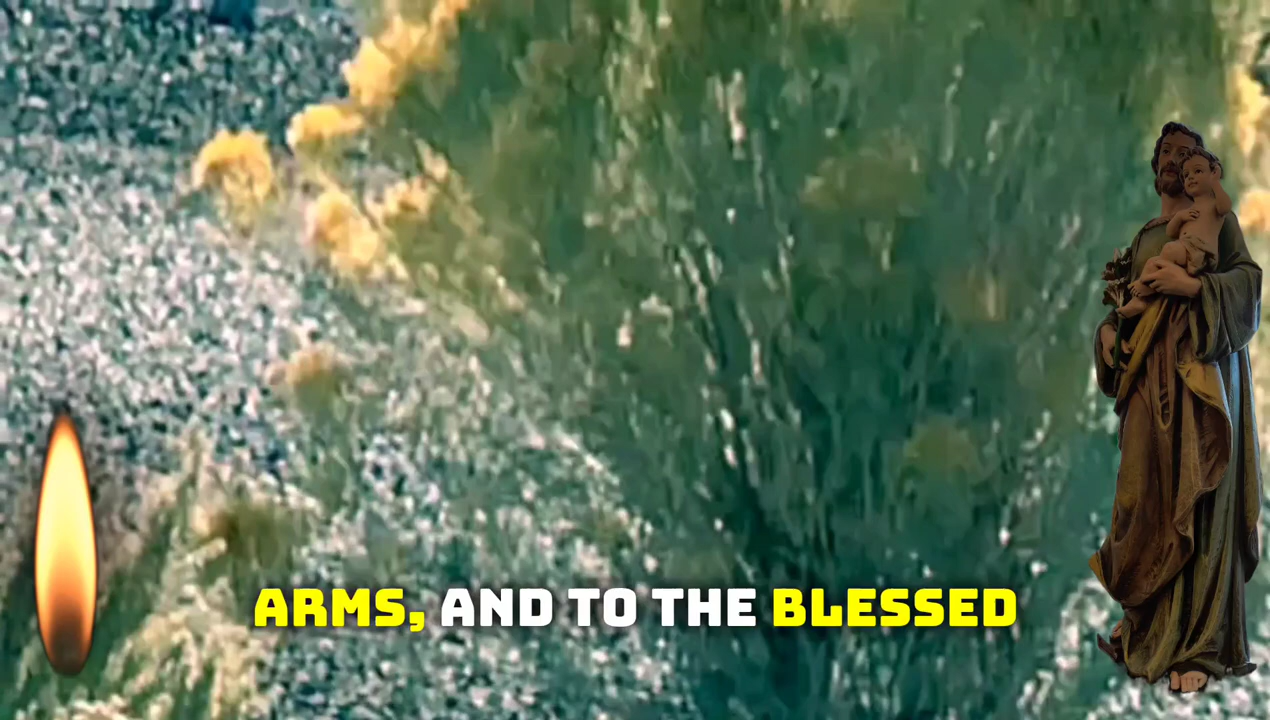 ARMS, AND TO THE BLESSED